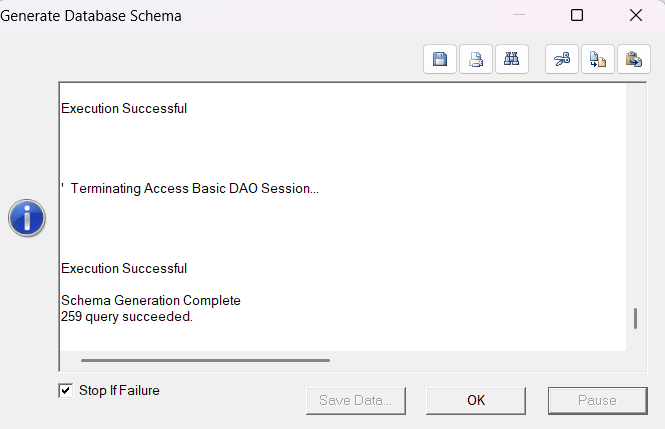 Generate Database Schema
Execution Successful
' Terminating Access Basic DAO Session...
Execution Successful
Schema Generation Complete
259 query succeeded.
Stop If Failure
Save Data...
OK
Pause